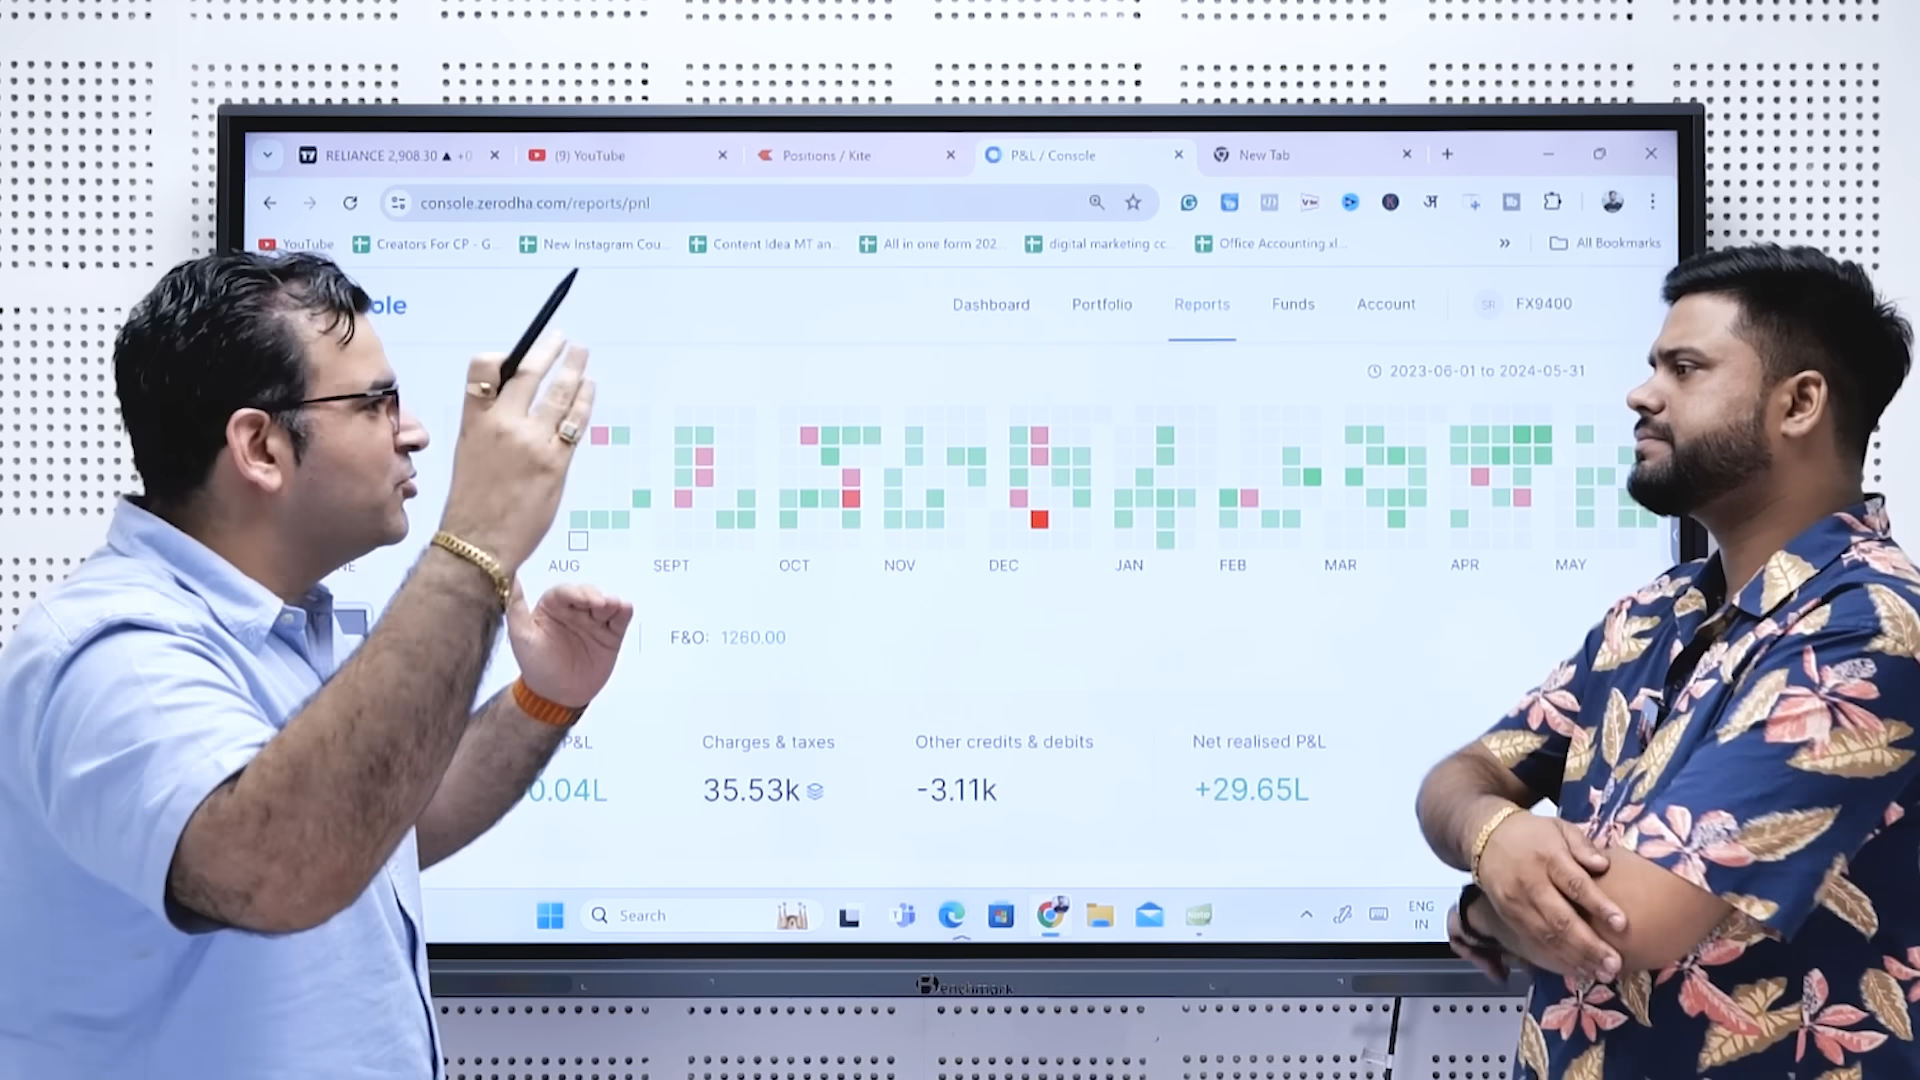 RELIANCE 2,908.30 ▲ +0
(9) YouTube
Positions / Kite
P&L / Console
New Tab
console.zerodha.com/reports/pnl
YouTube
Creators For CP - G
New Instagram Cou...
Content Idea MT an...
All in one form 202...
digital marketing cc...
Office Accounting.xl...
All Bookmarks
ole
Dashboard
Portfolio
Reports
Funds
Account
SR
FX9400
2023-06-01 to 2024-05-31
NE
AUG
SEPT
OCT
NOV
DEC
JAN
FEB
MAR
APR
MAY
F&O: 1260.00
P&L
Charges & taxes
Other credits & debits
Net realised P&L
0.04L
35.53k
-3.11k
+29.65L
Search
ENG
IN
Benchmark